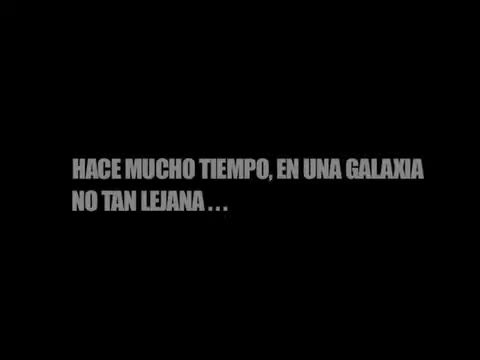 HACE MUCHO TIEMPO, EN UNA GALAXIA
NO TAN LEJANA . . .